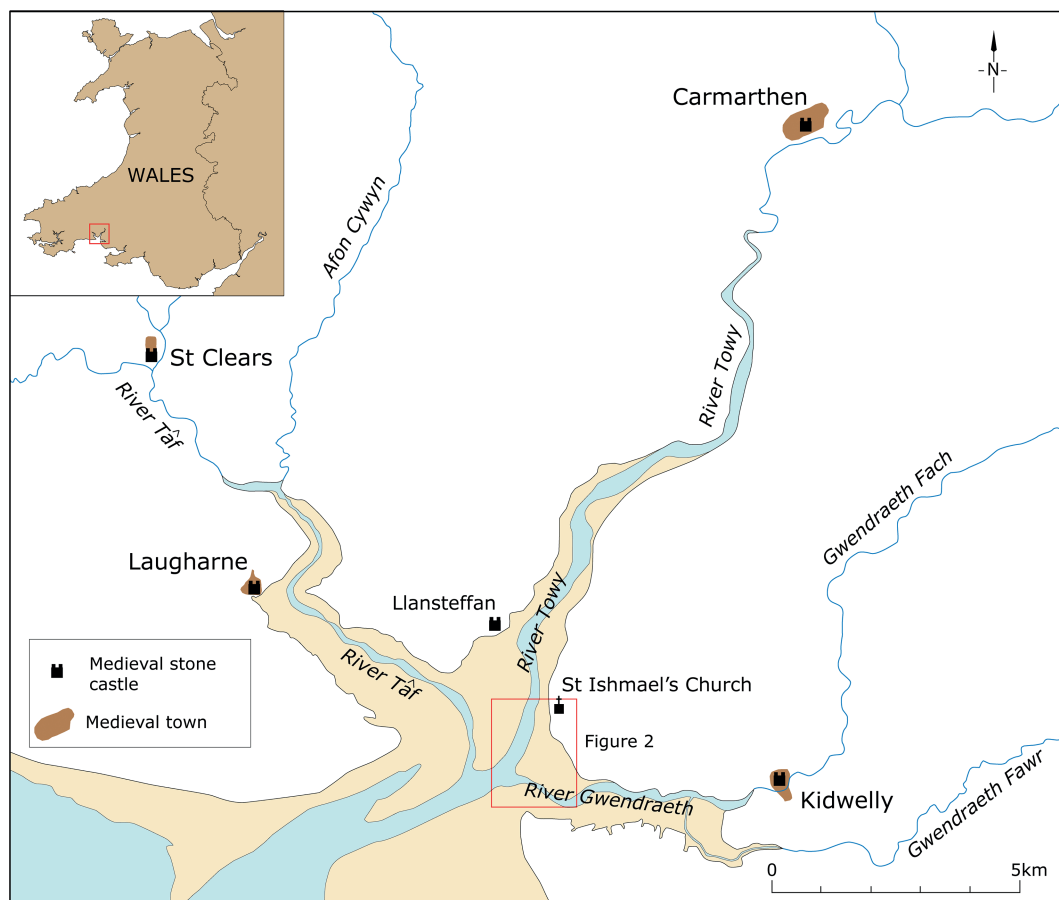 Carmarthen
-N-
WALES
Afon Cywyn
St Clears
River Tâf
River Towy
Gwendraeth Fach
Laugharne
Llansteffan
River Towy
River Tâf
St Ishmael's Church
Figure 2
Medieval stone
castle
Medieval town
River Gwendraeth
Kidwelly
Gwendraeth Fawr
0 5km